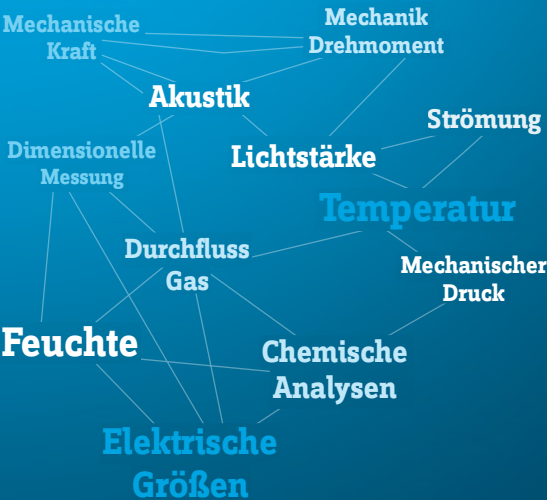 Mechanische
Kraft
Mechanik
Drehmoment
Akustik
Strömung
Dimensionelle
Messung
Lichtstärke
Temperatur
Durchfluss
Gas
Mechanischer
Druck
Feuchte
Chemische
Analysen
Elektrische
Größen